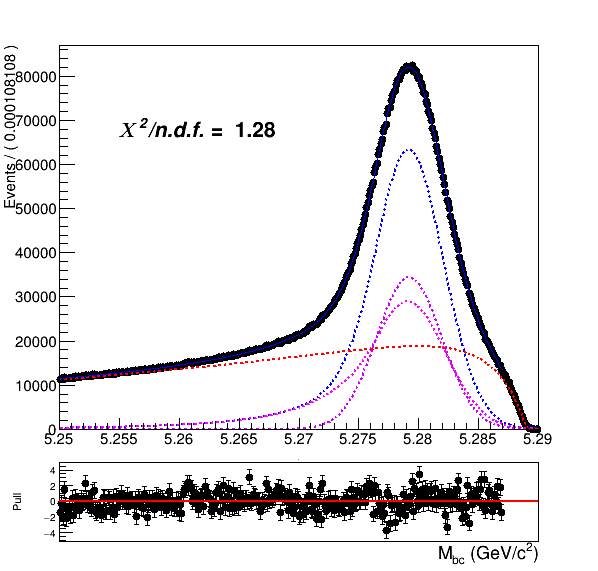 Events / ( 0.000108108 )
80000
70000
60000
50000
40000
30000
20000
10000
0
X²/n.d.f. = 1.28
5.25 5.255 5.26 5.265 5.27 5.275 5.28 5.285 5.29
Pull
4
2
0
−2
−4
M_bc (GeV/c²)